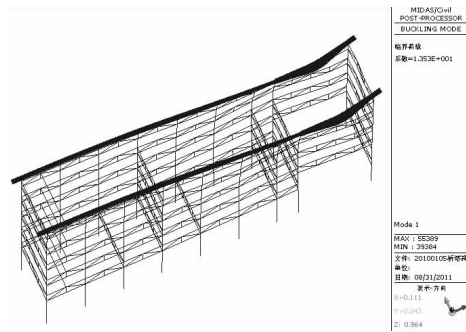 MIDAS/Civil
POST-PROCESSOR
BUCKLING MODE
临界荷载
系数=1.353E+001
Mode 1
MAX : 55389
MIN : 39384
文件: 20100105桥塔
单位:
日期: 08/31/2011
表示-方向
X:-0.111
Y:-0.243
Z: 0.964